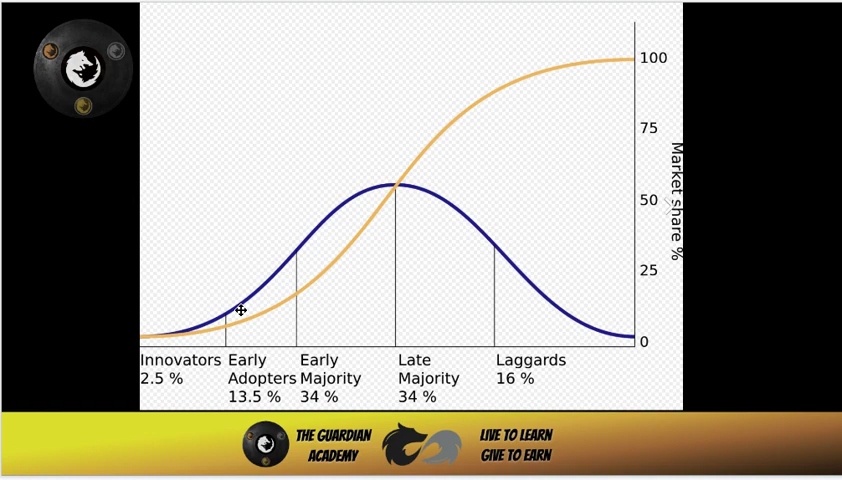 100
75
50
25
0
Market share %
Innovators
2.5 %
Early
Adopters
13.5 %
Early
Majority
34 %
Late
Majority
34 %
Laggards
16 %
THE GUARDIAN
ACADEMY
LIVE TO LEARN
GIVE TO EARN